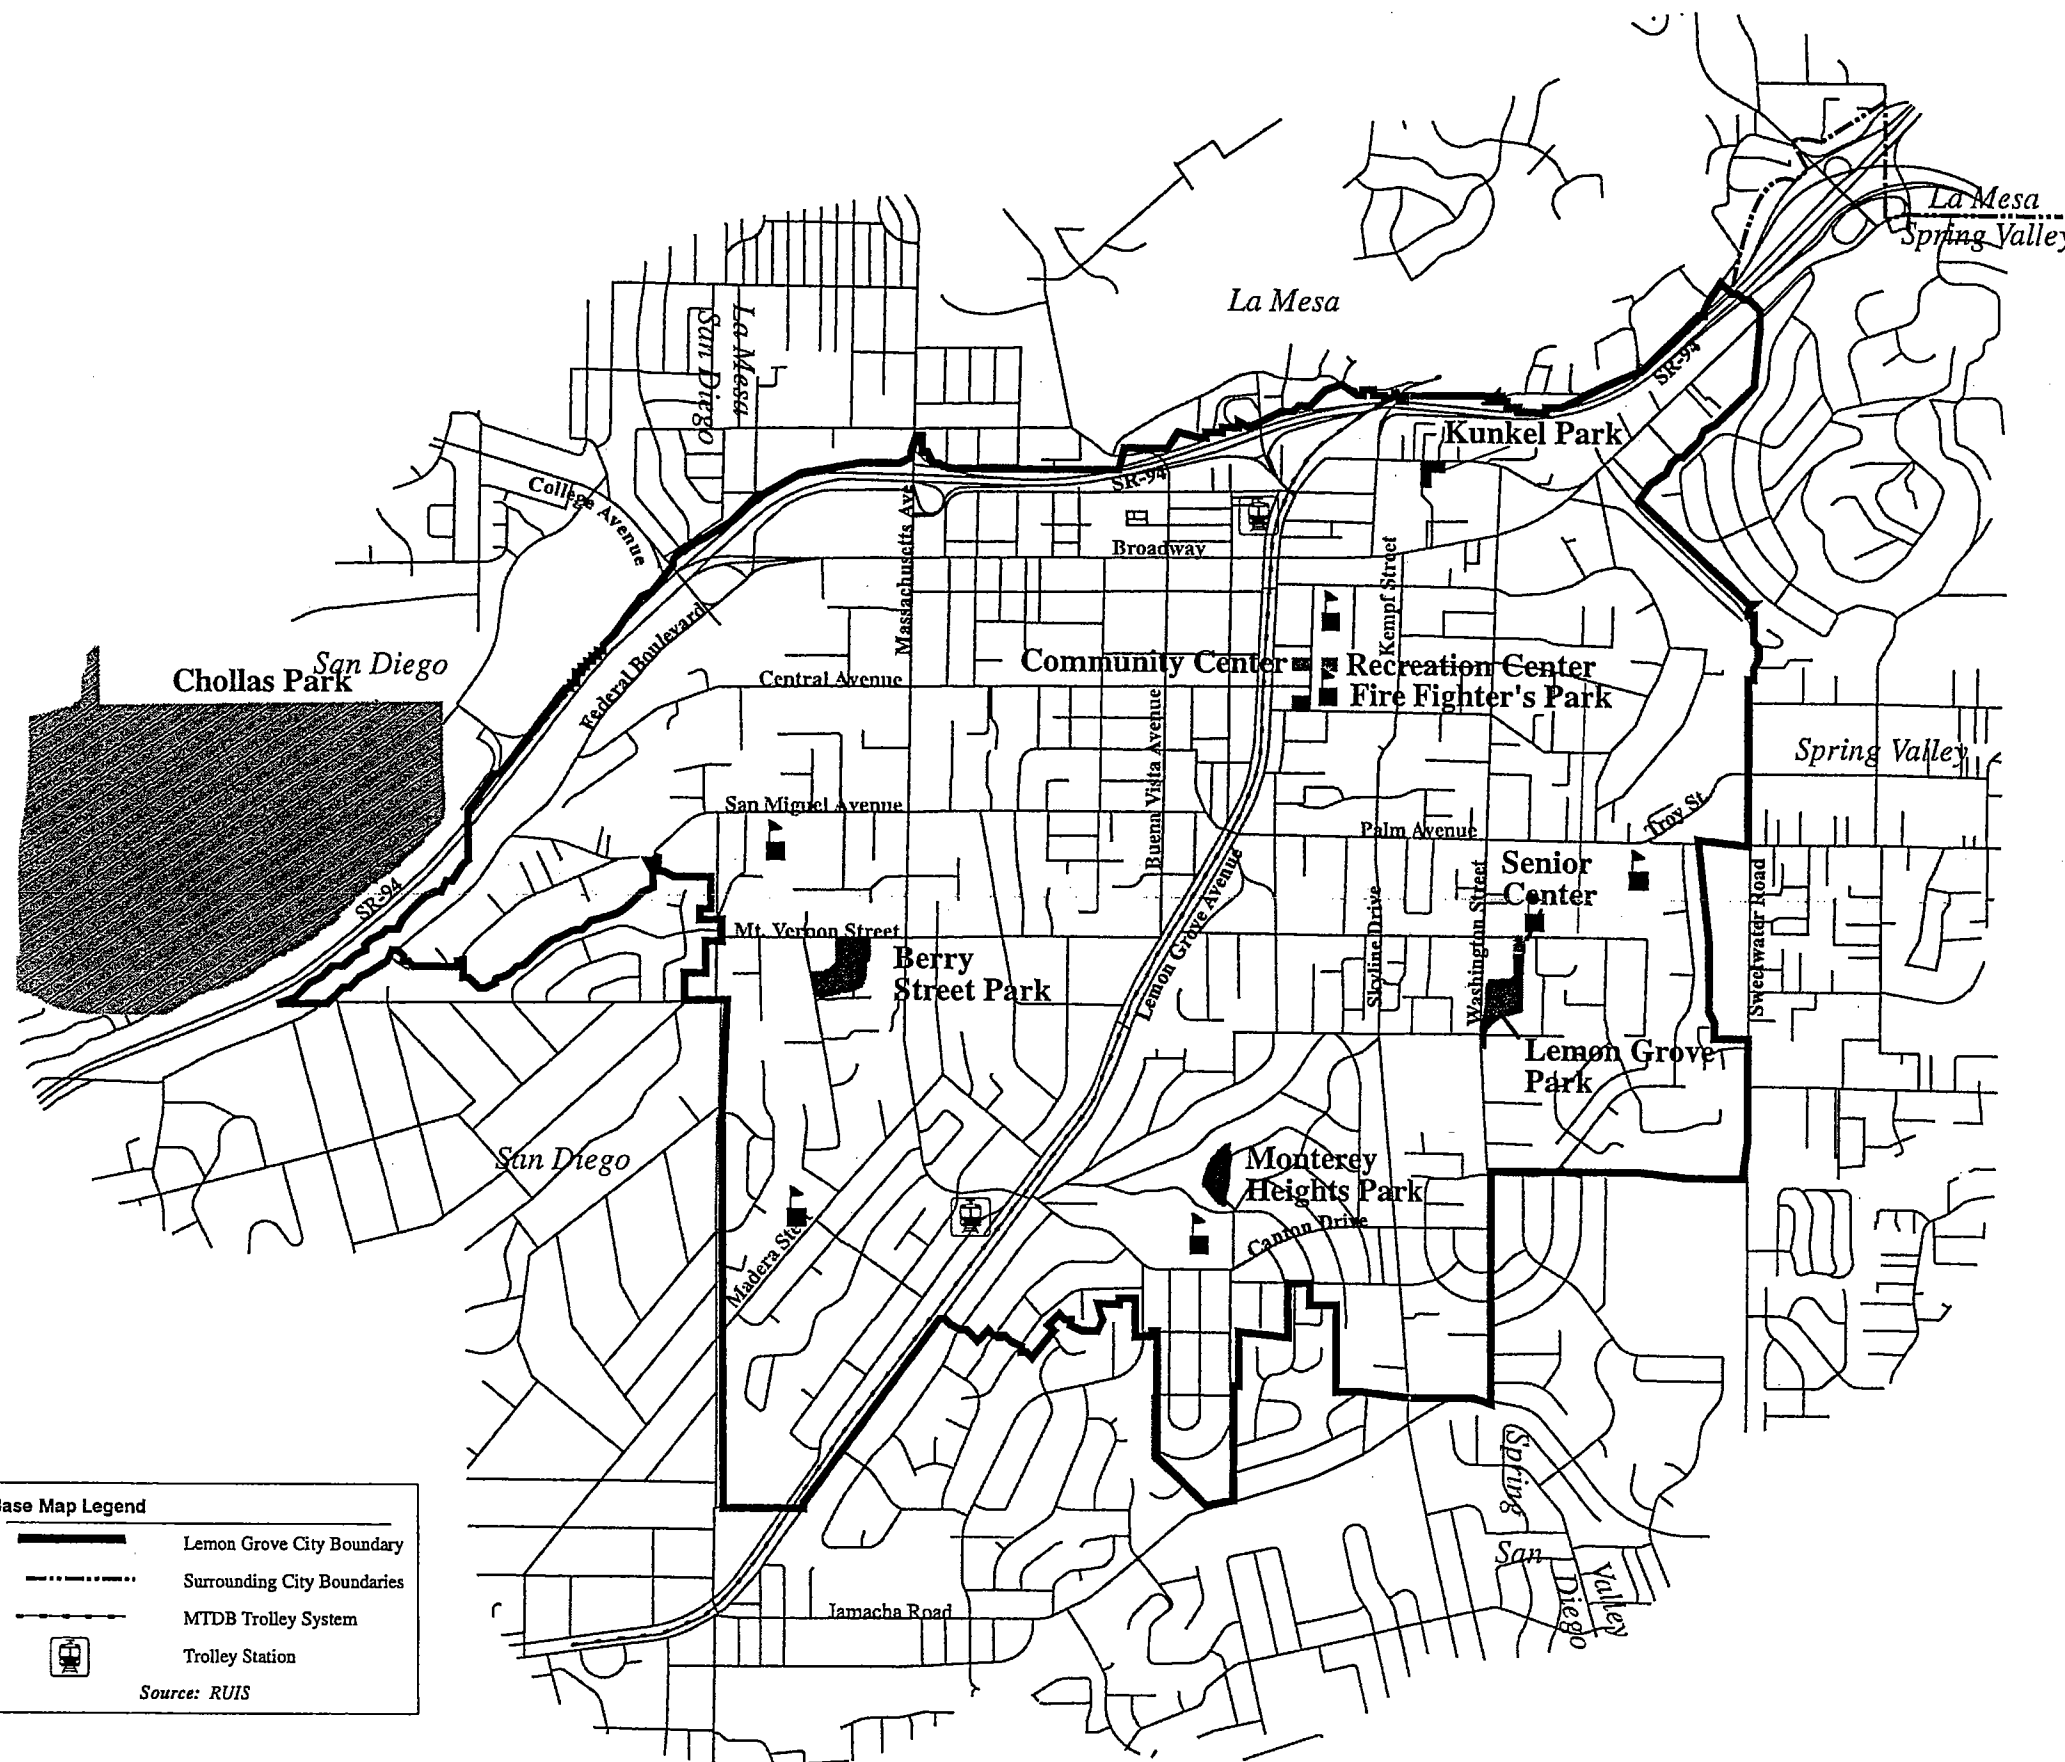 La Mesa
Spring Valley
La Mesa
La Mesa
San Diego
SR-94
Kunkel Park
College Avenue
SR-94
Massachusetts Ave
Broadway
Kempf Street
Federal Boulevard
San Diego
Chollas Park
Community Center
Recreation Center
Fire Fighter's Park
Central Avenue
Buena Vista Avenue
Spring Valley
San Miguel Avenue
Palm Avenue
Troy St.
Senior
Center
SR-94
Lemon Grove Avenue
Skyline Drive
Washington Street
Sweetwater Road
Mt. Vernon Street
Berry
Street Park
Lemon Grove
Park
San Diego
Monterey
Heights Park
Canton Drive
Madera Street
Spring
Valley
San
Diego
Jamacha Road
Base Map Legend
Lemon Grove City Boundary
Surrounding City Boundaries
MTDB Trolley System
Trolley Station
Source: RUIS